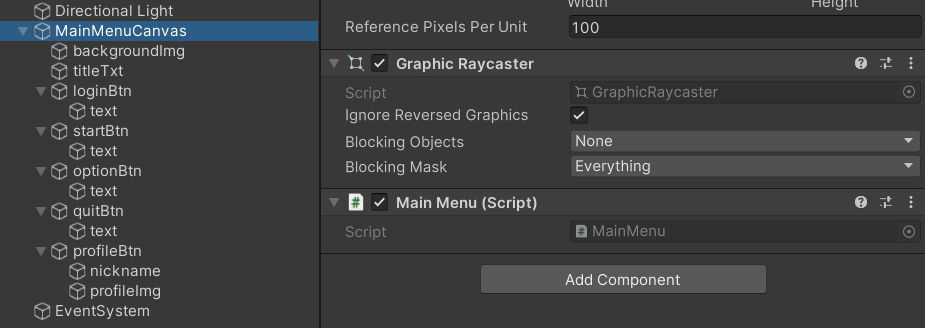 Directional Light
MainMenuCanvas
backgroundImg
titleTxt
loginBtn
text
startBtn
text
optionBtn
text
quitBtn
text
profileBtn
nickname
profileImg
EventSystem
Width Height
Reference Pixels Per Unit 100
Graphic Raycaster
Script GraphicRaycaster
Ignore Reversed Graphics
Blocking Objects None
Blocking Mask Everything
# Main Menu (Script)
Script # MainMenu
Add Component